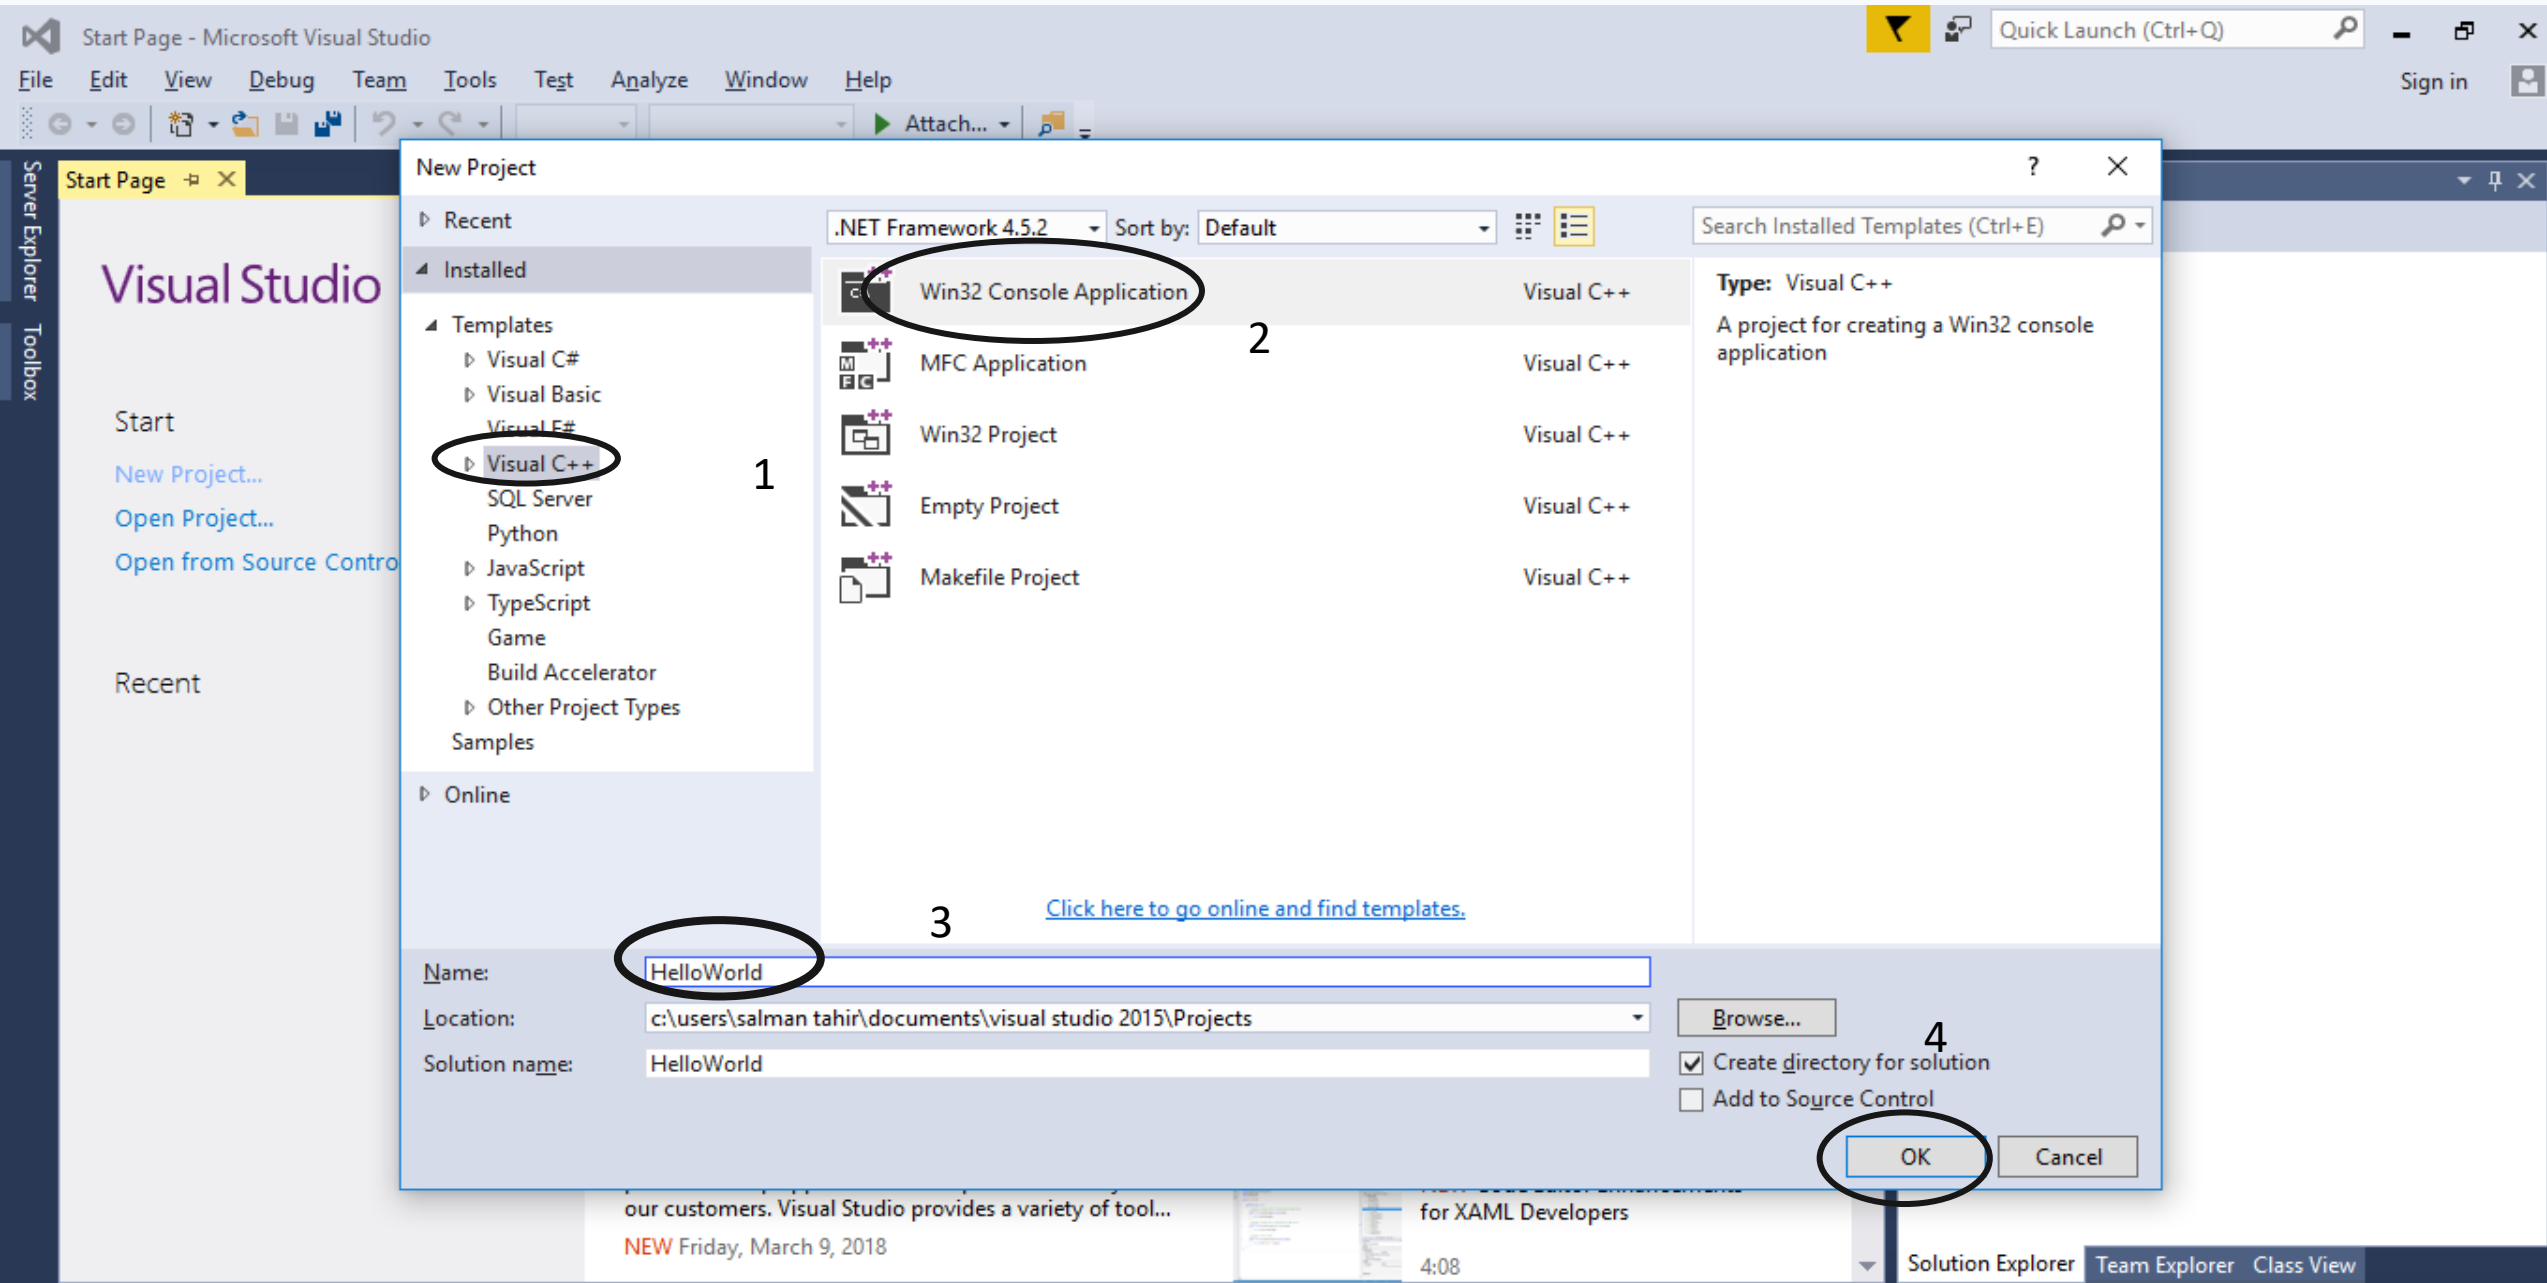 Start Page - Microsoft Visual Studio
Quick Launch (Ctrl+Q)
File Edit View Debug Team Tools Test Analyze Window Help
Sign in
Attach...
Server Explorer
Toolbox
Start Page
Visual Studio
Start
New Project...
Open Project...
Open from Source Contro
Recent
New Project
?
Recent
Installed
Templates
Visual C#
Visual Basic
Visual F#
Visual C++
SQL Server
Python
JavaScript
TypeScript
Game
Build Accelerator
Other Project Types
Samples
Online
1
.NET Framework 4.5.2 Sort by: Default
Search Installed Templates (Ctrl+E)
Win32 Console Application Visual C++
2
MFC Application Visual C++
Win32 Project Visual C++
Empty Project Visual C++
Makefile Project Visual C++
Type: Visual C++
A project for creating a Win32 console
application
Click here to go online and find templates.
3
Name: HelloWorld
Location: c:\users\salman tahir\documents\visual studio 2015\Projects
Browse...
4
Solution name: HelloWorld
Create directory for solution
Add to Source Control
OK Cancel
our customers. Visual Studio provides a variety of tool...
NEW Friday, March 9, 2018
for XAML Developers
4:08
Solution Explorer Team Explorer Class View